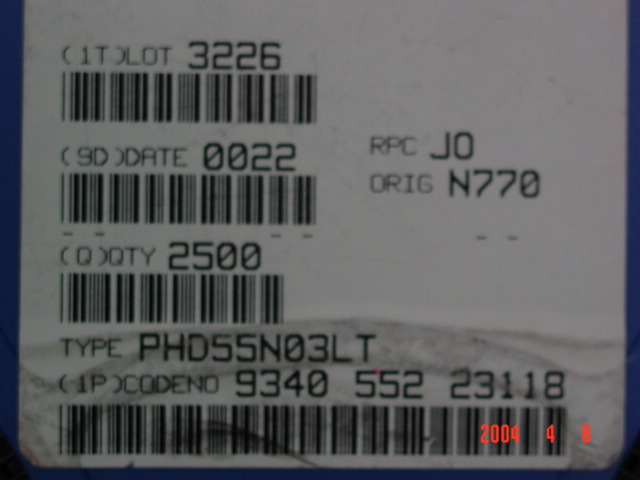 (1T)LOT 3226
(9D)DATE 0022
RPC JO
ORIG N770
(Q)QTY 2500
TYPE PHD55N03LT
(1P)CODENO 9340 552 23118
2004 4 8